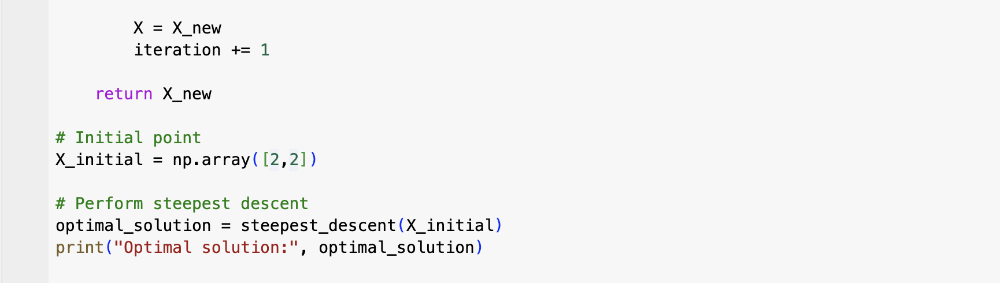 X = X_new
iteration += 1
return X_new
# Initial point
X_initial = np.array([2,2])
# Perform steepest descent
optimal_solution = steepest_descent(X_initial)
print("Optimal solution:", optimal_solution)